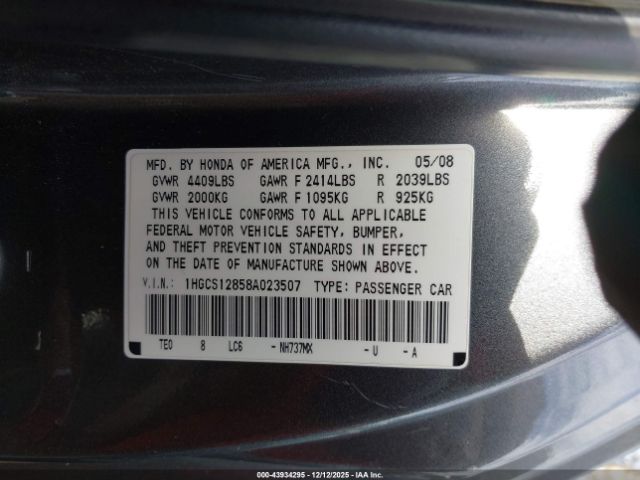 MFD. BY HONDA OF AMERICA MFG., INC. 05/08
GVWR 4409LBS GAWR F 2414LBS R 2039LBS
GVWR 2000KG GAWR F 1095KG R 925KG
THIS VEHICLE CONFORMS TO ALL APPLICABLE
FEDERAL MOTOR VEHICLE SAFETY, BUMPER,
AND THEFT PREVENTION STANDARDS IN EFFECT
ON THE DATE OF MANUFACTURE SHOWN ABOVE.
V.I.N.: 1HGCS12858A023507 TYPE: PASSENGER CAR
TE0 8 LC6 -NH737MX -U -A
000-43934295 - 12/12/2025 - IAA Inc.